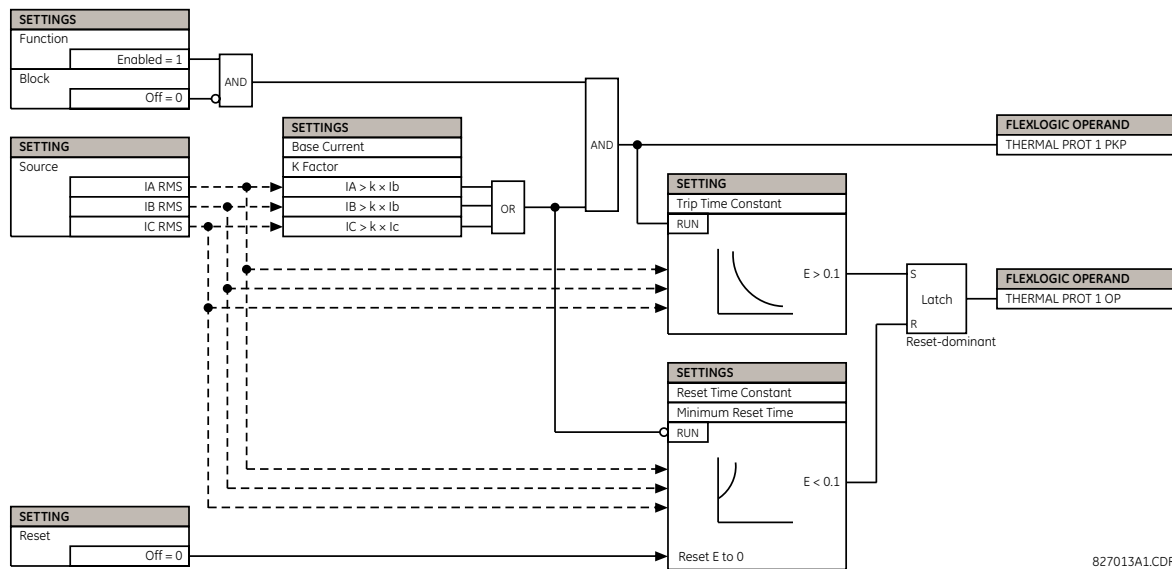 SETTINGS
Function
Enabled = 1
Block
Off = 0
AND
SETTING
Source
IA RMS
IB RMS
IC RMS
SETTINGS
Base Current
K Factor
IA > k × Ib
IB > k × Ib
IC > k × Ic
OR
AND
FLEXLOGIC OPERAND
THERMAL PROT 1 PKP
SETTING
Trip Time Constant
RUN
E > 0.1
S
Latch
R
Reset-dominant
FLEXLOGIC OPERAND
THERMAL PROT 1 OP
SETTINGS
Reset Time Constant
Minimum Reset Time
RUN
E < 0.1
Reset E to 0
SETTING
Reset
Off = 0
827013A1.CDR